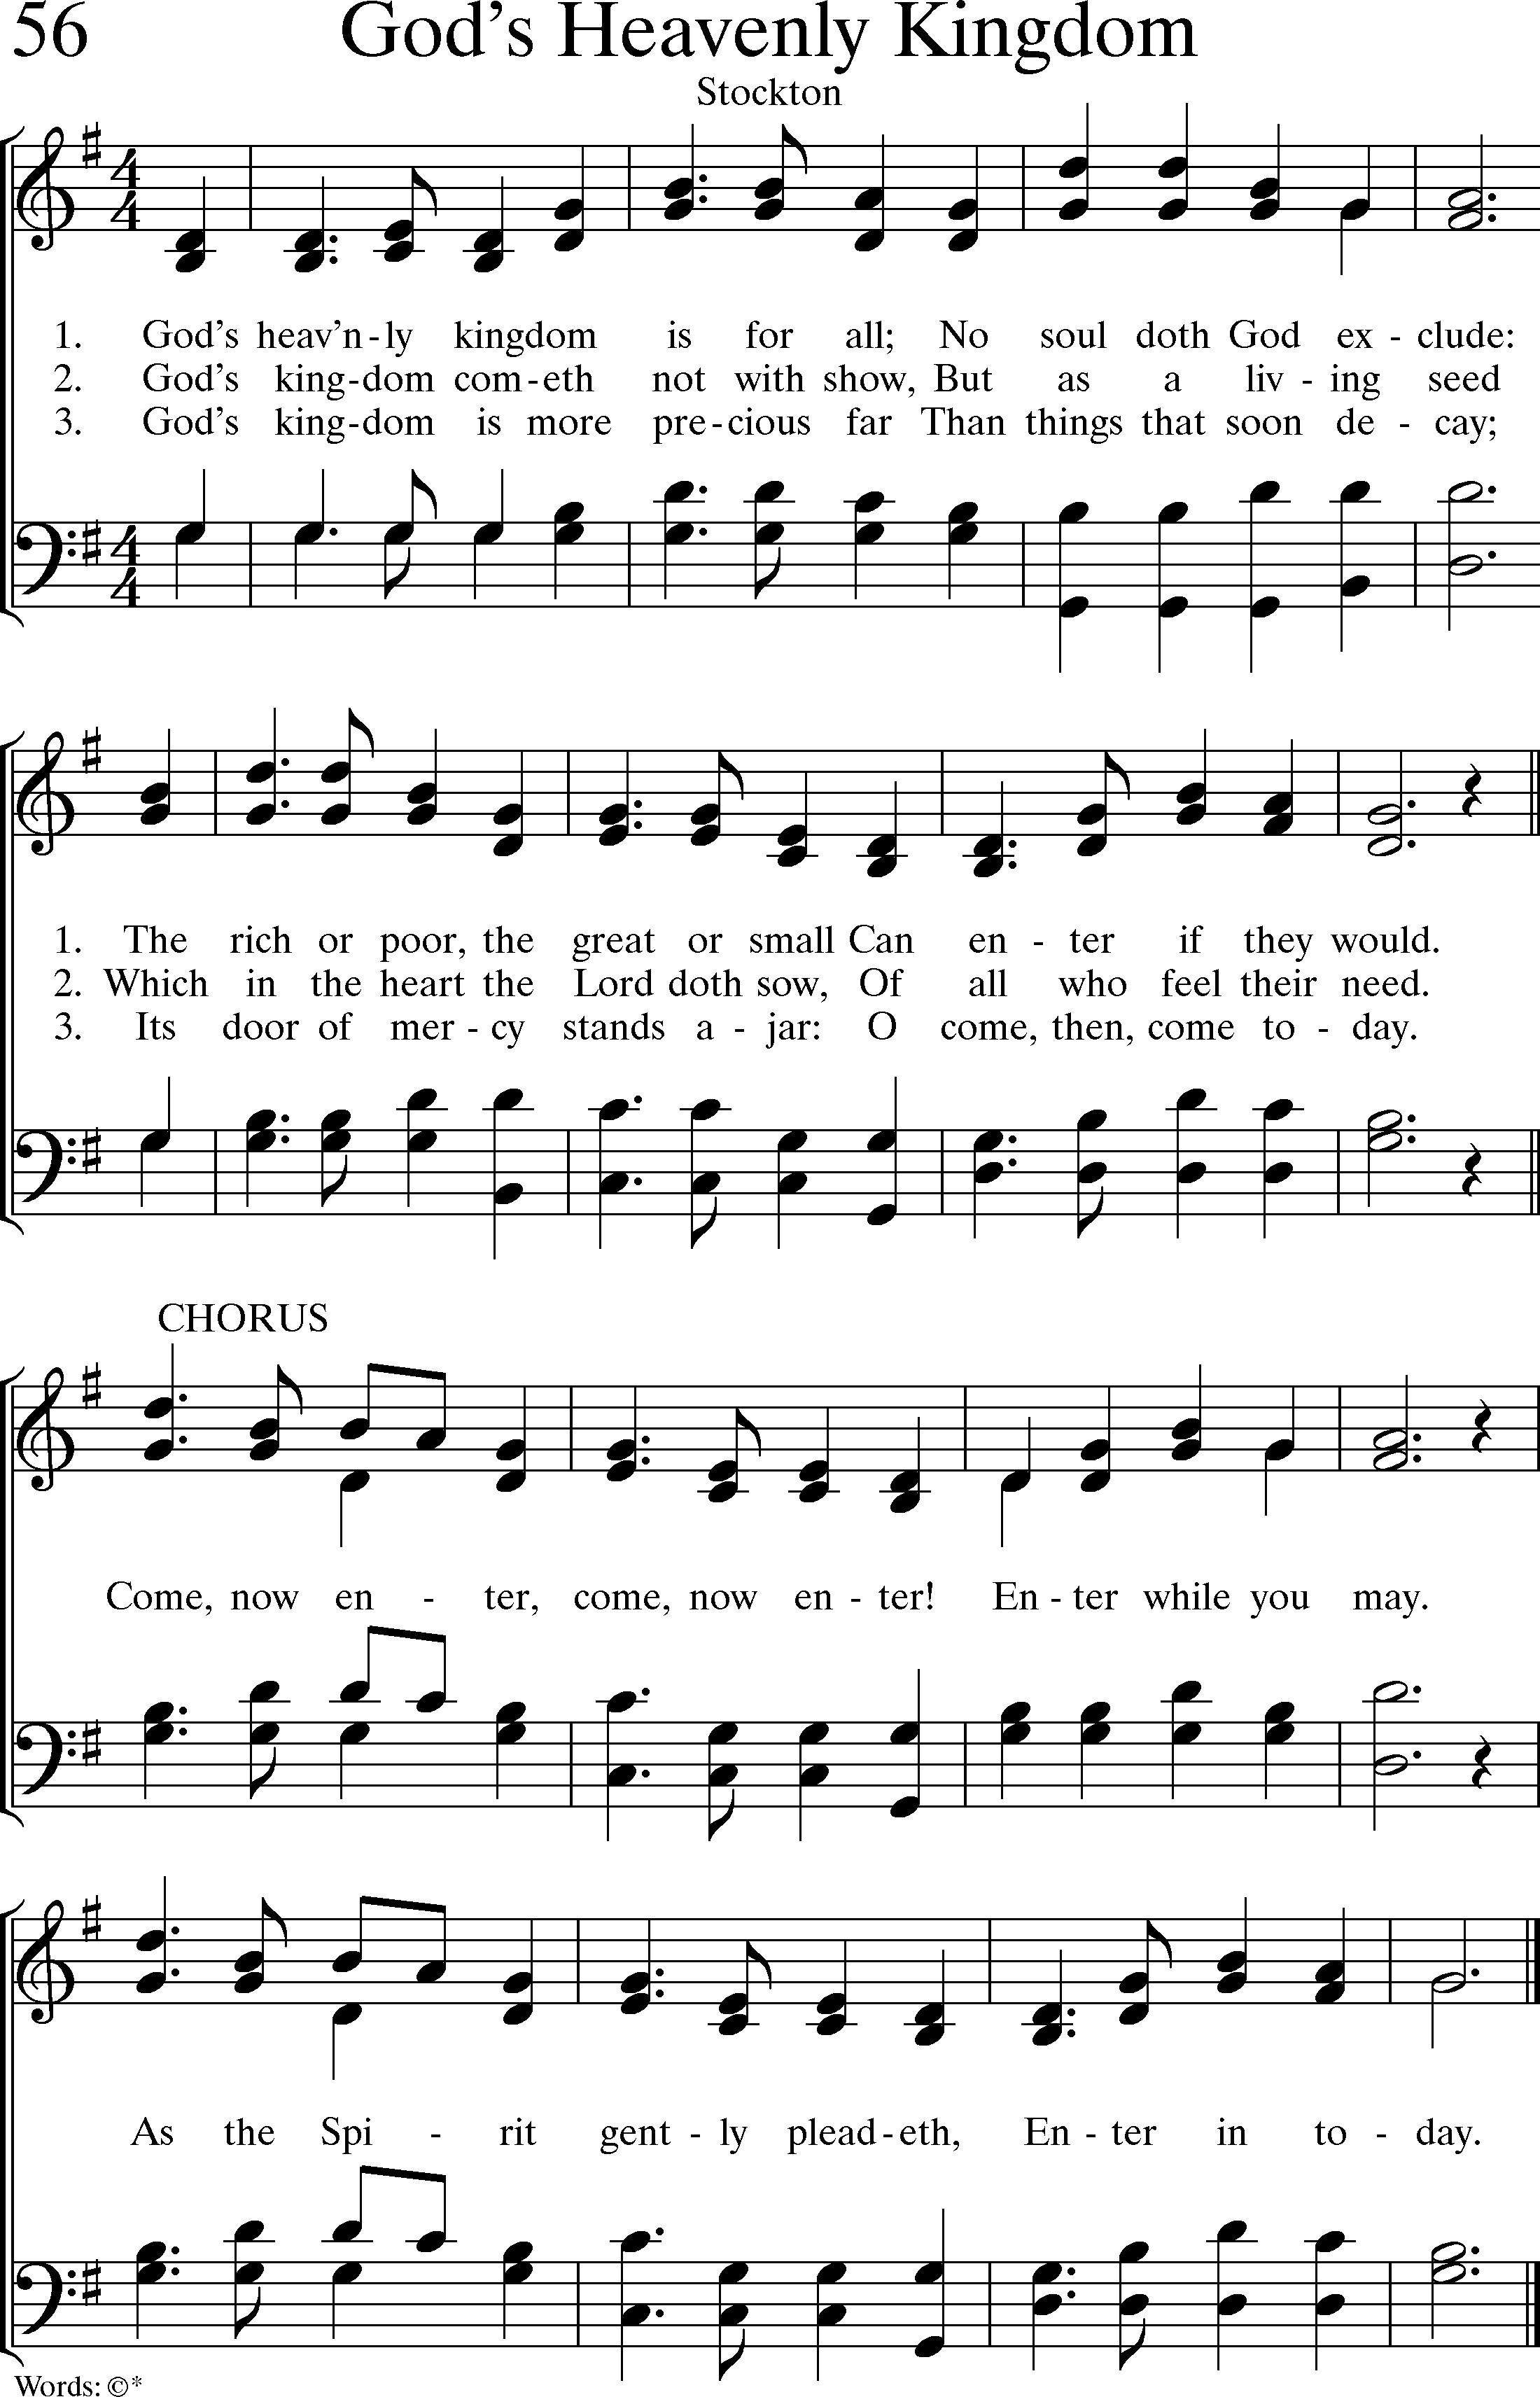 56 God's Heavenly Kingdom
Stockton
1. God's heav'n-ly kingdom is for all; No soul doth God ex - clude:
2. God's king-dom com-eth not with show, But as a liv - ing seed
3. God's king-dom is more pre-cious far Than things that soon de - cay;
1. The rich or poor, the great or small Can en - ter if they would.
2. Which in the heart the Lord doth sow, Of all who feel their need.
3. Its door of mer - cy stands a - jar: O come, then, come to - day.
CHORUS
Come, now en - ter, come, now en - ter! En - ter while you may.
As the Spi - rit gent - ly plead-eth, En - ter in to - day.
Words: ©*